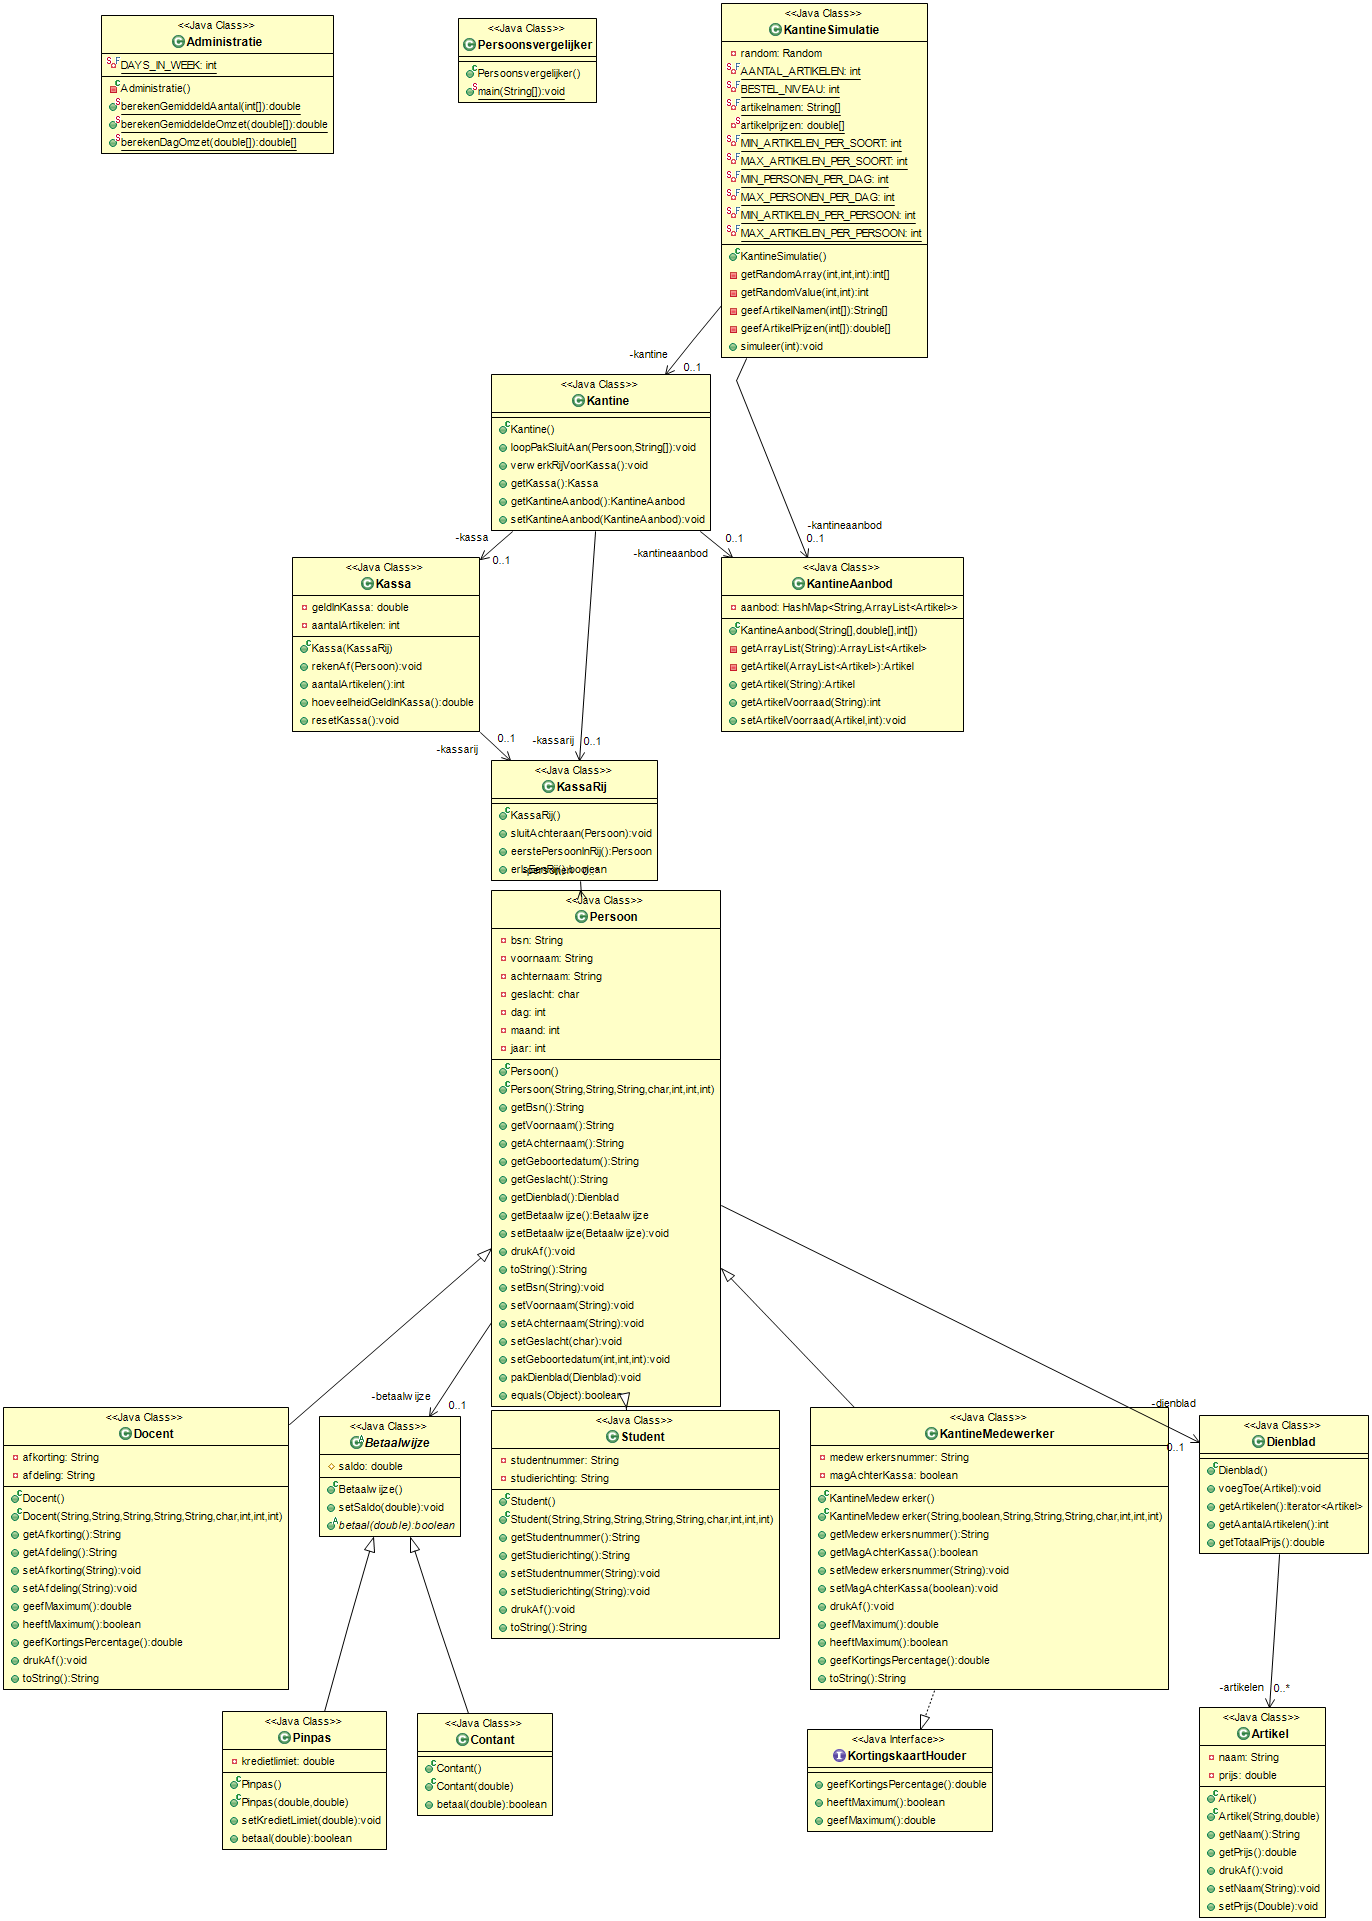 <<Java Class>>
Administratie
DAYS_IN_WEEK: int
Administratie()
berekenGemiddeldAantal(int[]):double
berekenGemiddeldeOmzet(double[]):double
berekenDagOmzet(double[]):double[]
<<Java Class>>
Persoonsvergelijker
Persoonsvergelijker()
main(String[]):void
<<Java Class>>
KantineSimulatie
random: Random
AANTAL_ARTIKELEN: int
BESTEL_NIVEAU: int
artikelnamen: String[]
artikelprijzen: double[]
MIN_ARTIKELEN_PER_SOORT: int
MAX_ARTIKELEN_PER_SOORT: int
MIN_PERSONEN_PER_DAG: int
MAX_PERSONEN_PER_DAG: int
MIN_ARTIKELEN_PER_PERSOON: int
MAX_ARTIKELEN_PER_PERSOON: int
KantineSimulatie()
getRandomArray(int,int,int):int[]
getRandomValue(int,int):int
geefArtikelNamen(int[]):String[]
geefArtikelPrijzen(int[]):double[]
simuleer(int):void
-kantine
0..1
<<Java Class>>
Kantine
Kantine()
loopPakSluitAan(Persoon,String[]):void
verwerkRijVoorKassa():void
getKassa():Kassa
getKantineAanbod():KantineAanbod
setKantineAanbod(KantineAanbod):void
-kassa
0..1
-kantineaanbod
0..1
-kantineaanbod
0..1
<<Java Class>>
Kassa
geldInKassa: double
aantalArtikelen: int
Kassa(KassaRij)
rekenAf(Persoon):void
aantalArtikelen():int
hoeveelheidGeldInKassa():double
resetKassa():void
<<Java Class>>
KantineAanbod
aanbod: HashMap<String,ArrayList<Artikel>>
KantineAanbod(String[],double[],int[])
getArrayList(String):ArrayList<Artikel>
getArtikel(ArrayList<Artikel>):Artikel
getArtikel(String):Artikel
getArtikelVoorraad(String):int
setArtikelVoorraad(Artikel,int):void
-kassarij
0..1
-kassarij
0..1
<<Java Class>>
KassaRij
KassaRij()
sluitAchteraan(Persoon):void
eerstePersoonInRij():Persoon
erIsEenRij():boolean
-personen
0..*
<<Java Class>>
Persoon
bsn: String
voornaam: String
achternaam: String
geslacht: char
dag: int
maand: int
jaar: int
Persoon()
Persoon(String,String,String,char,int,int,int)
getBsn():String
getVoornaam():String
getAchternaam():String
getGeboortedatum():String
getGeslacht():String
getDienblad():Dienblad
getBetaalwijze():Betaalwijze
setBetaalwijze(Betaalwijze):void
drukAf():void
toString():String
setBsn(String):void
setVoornaam(String):void
setAchternaam(String):void
setGeslacht(char):void
setGeboortedatum(int,int,int):void
pakDienblad(Dienblad):void
equals(Object):boolean
-betaalwijze
0..1
-dienblad
0..1
<<Java Class>>
Docent
afkorting: String
afdeling: String
Docent()
Docent(String,String,String,String,String,char,int,int,int)
getAfkorting():String
getAfdeling():String
setAfkorting(String):void
setAfdeling(String):void
geefMaximum():double
heeftMaximum():boolean
geefKortingsPercentage():double
drukAf():void
toString():String
<<Java Class>>
Betaalwijze
saldo: double
Betaalwijze()
setSaldo(double):void
betaal(double):boolean
<<Java Class>>
Student
studentnummer: String
studierichting: String
Student()
Student(String,String,String,String,String,char,int,int,int)
getStudentnummer():String
getStudierichting():String
setStudentnummer(String):void
setStudierichting(String):void
drukAf():void
toString():String
<<Java Class>>
KantineMedewerker
medewerkersnummer: String
magAchterKassa: boolean
KantineMedewerker()
KantineMedewerker(String,boolean,String,String,String,char,int,int,int)
getMedewerkersnummer():String
getMagAchterKassa():boolean
setMedewerkersnummer(String):void
setMagAchterKassa(boolean):void
drukAf():void
geefMaximum():double
heeftMaximum():boolean
geefKortingsPercentage():double
toString():String
<<Java Class>>
Dienblad
Dienblad()
voegToe(Artikel):void
getArtikelen():Iterator<Artikel>
getAantalArtikelen():int
getTotaalPrijs():double
-artikelen
0..*
<<Java Class>>
Pinpas
kredietlimiet: double
Pinpas()
Pinpas(double,double)
setKredietLimiet(double):void
betaal(double):boolean
<<Java Class>>
Contant
Contant()
Contant(double)
betaal(double):boolean
<<Java Interface>>
KortingskaartHouder
geefKortingsPercentage():double
heeftMaximum():boolean
geefMaximum():double
<<Java Class>>
Artikel
naam: String
prijs: double
Artikel()
Artikel(String,double)
getNaam():String
getPrijs():double
drukAf():void
setNaam(String):void
setPrijs(Double):void